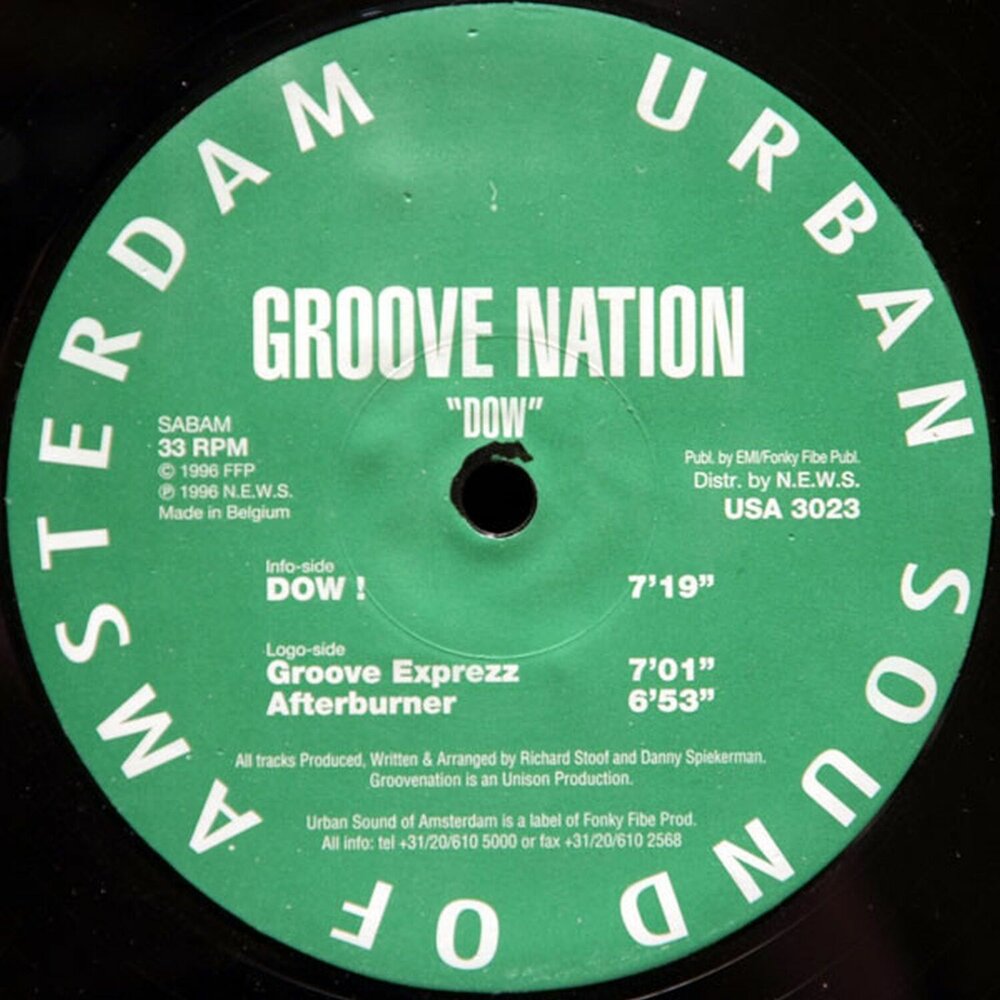 URBAN SOUND OF AMSTERDAM
GROOVE NATION
"DOW"
SABAM
33 RPM
© 1996 FFP
℗ 1996 N.E.W.S.
Made in Belgium
Publ. by EMI/Fonky Fibe Publ.
Distr. by N.E.W.S.
USA 3023
Info-side
DOW ! 7'19"
Logo-side
Groove Exprezz 7'01"
Afterburner 6'53"
All tracks Produced, Written & Arranged by Richard Stoof and Danny Spiekerman.
Groovenation is an Unison Production.
Urban Sound of Amsterdam is a label of Fonky Fibe Prod.
All info: tel +31/20/610 5000 or fax +31/20/610 2568